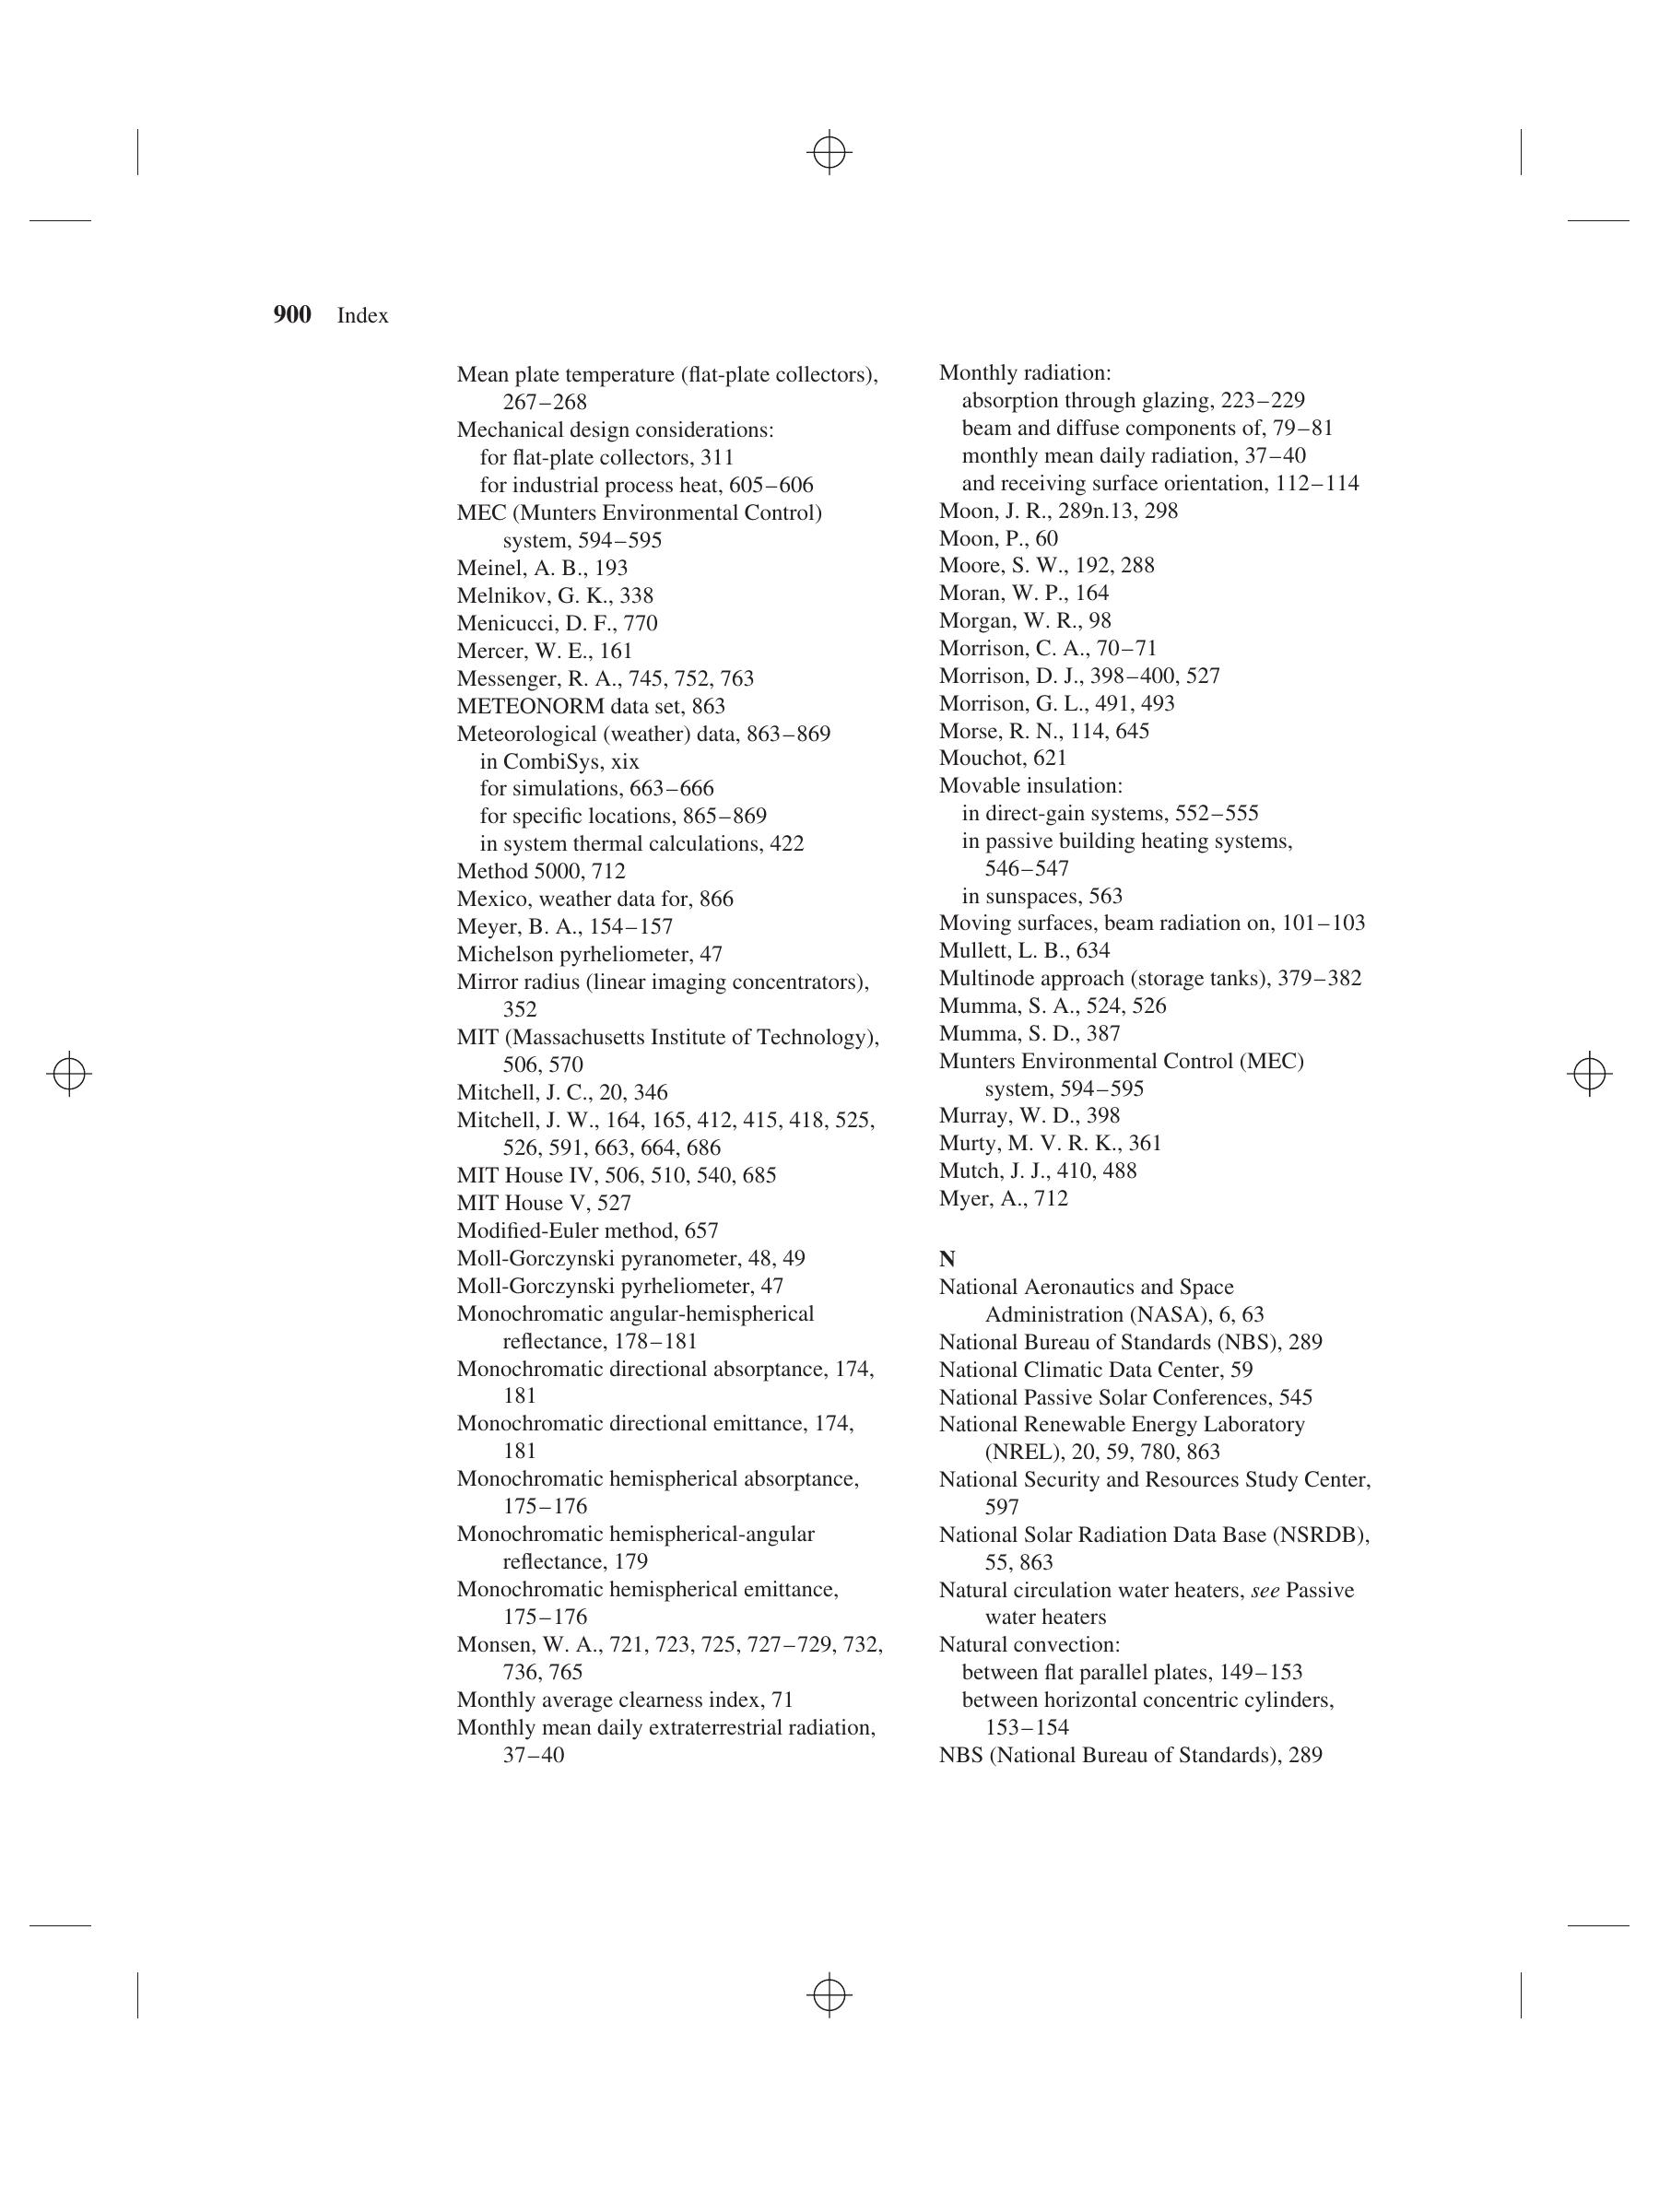 900 Index
Mean plate temperature (flat-plate collectors),
267–268
Mechanical design considerations:
for flat-plate collectors, 311
for industrial process heat, 605–606
MEC (Munters Environmental Control)
system, 594–595
Meinel, A. B., 193
Melnikov, G. K., 338
Menicucci, D. F., 770
Mercer, W. E., 161
Messenger, R. A., 745, 752, 763
METEONORM data set, 863
Meteorological (weather) data, 863–869
in CombiSys, xix
for simulations, 663–666
for specific locations, 865–869
in system thermal calculations, 422
Method 5000, 712
Mexico, weather data for, 866
Meyer, B. A., 154–157
Michelson pyrheliometer, 47
Mirror radius (linear imaging concentrators),
352
MIT (Massachusetts Institute of Technology),
506, 570
Mitchell, J. C., 20, 346
Mitchell, J. W., 164, 165, 412, 415, 418, 525,
526, 591, 663, 664, 686
MIT House IV, 506, 510, 540, 685
MIT House V, 527
Modified-Euler method, 657
Moll-Gorczynski pyranometer, 48, 49
Moll-Gorczynski pyrheliometer, 47
Monochromatic angular-hemispherical
reflectance, 178–181
Monochromatic directional absorptance, 174,
181
Monochromatic directional emittance, 174,
181
Monochromatic hemispherical absorptance,
175–176
Monochromatic hemispherical-angular
reflectance, 179
Monochromatic hemispherical emittance,
175–176
Monsen, W. A., 721, 723, 725, 727–729, 732,
736, 765
Monthly average clearness index, 71
Monthly mean daily extraterrestrial radiation,
37–40
Monthly radiation:
absorption through glazing, 223–229
beam and diffuse components of, 79–81
monthly mean daily radiation, 37–40
and receiving surface orientation, 112–114
Moon, J. R., 289n.13, 298
Moon, P., 60
Moore, S. W., 192, 288
Moran, W. P., 164
Morgan, W. R., 98
Morrison, C. A., 70–71
Morrison, D. J., 398–400, 527
Morrison, G. L., 491, 493
Morse, R. N., 114, 645
Mouchot, 621
Movable insulation:
in direct-gain systems, 552–555
in passive building heating systems,
546–547
in sunspaces, 563
Moving surfaces, beam radiation on, 101–103
Mullett, L. B., 634
Multinode approach (storage tanks), 379–382
Mumma, S. A., 524, 526
Mumma, S. D., 387
Munters Environmental Control (MEC)
system, 594–595
Murray, W. D., 398
Murty, M. V. R. K., 361
Mutch, J. J., 410, 488
Myer, A., 712
N
National Aeronautics and Space
Administration (NASA), 6, 63
National Bureau of Standards (NBS), 289
National Climatic Data Center, 59
National Passive Solar Conferences, 545
National Renewable Energy Laboratory
(NREL), 20, 59, 780, 863
National Security and Resources Study Center,
597
National Solar Radiation Data Base (NSRDB),
55, 863
Natural circulation water heaters, see Passive
water heaters
Natural convection:
between flat parallel plates, 149–153
between horizontal concentric cylinders,
153–154
NBS (National Bureau of Standards), 289